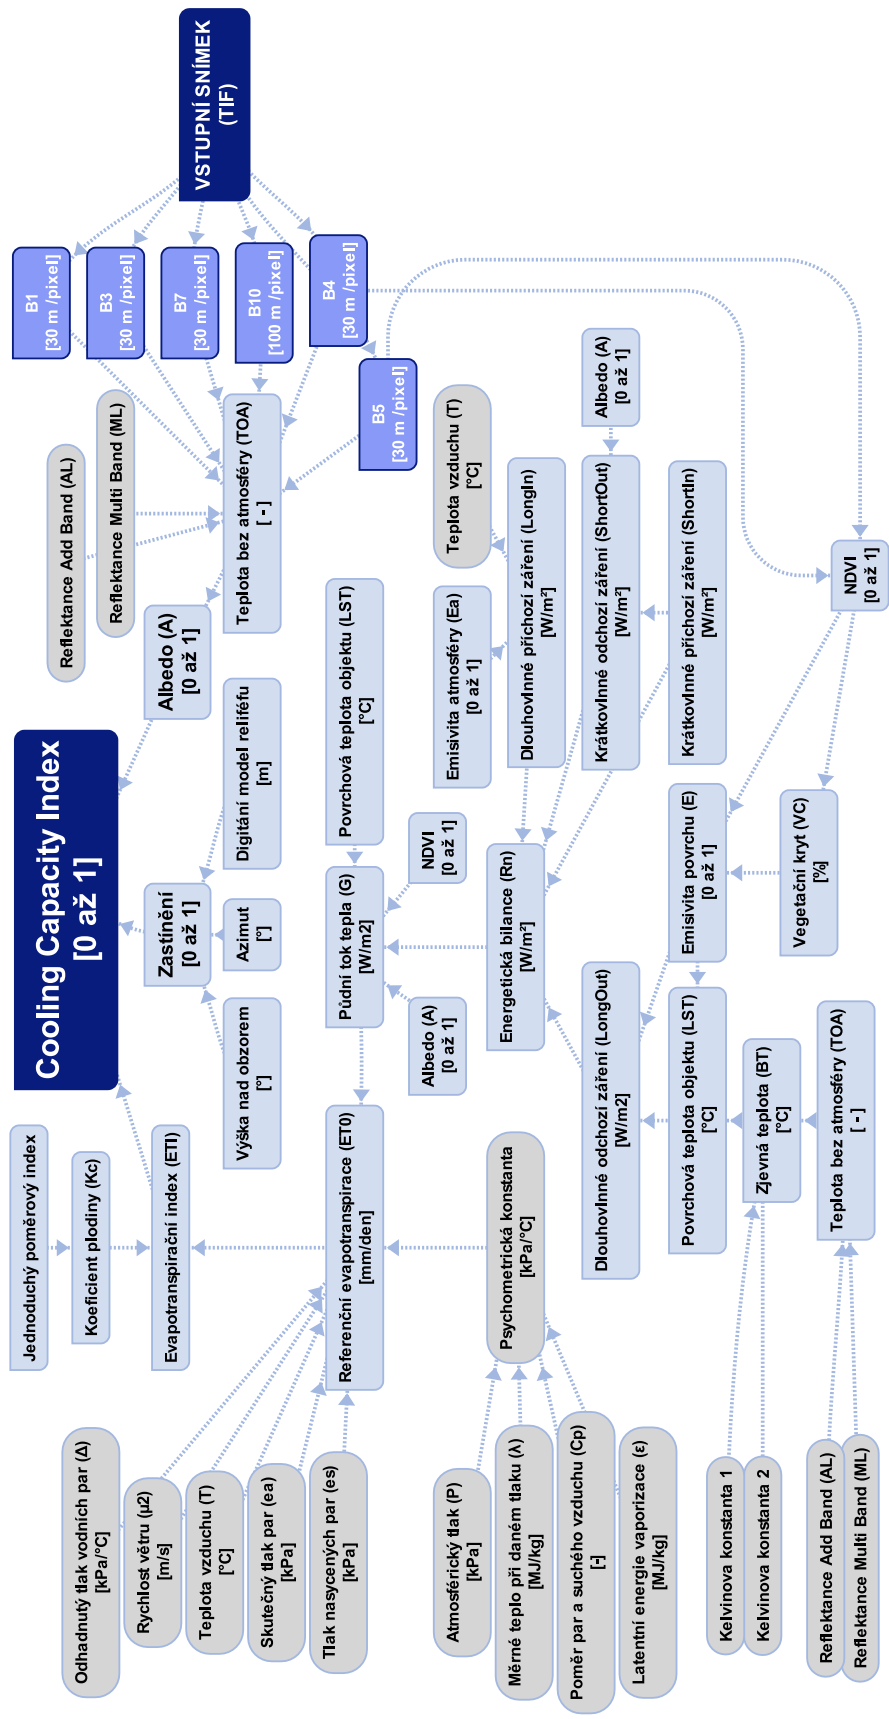 Jednoduchý poměrový index
Koeficient plodiny (Kc)
Evapotranspirační index (ETI)
Cooling Capacity Index
[0 až 1]
Reflektance Add Band (AL)
Reflektance Multi Band (ML)
B1
[30 m /pixel]
B3
[30 m /pixel]
B7
[30 m /pixel]
B10
[100 m /pixel]
B4
[30 m /pixel]
B5
[30 m /pixel]
VSTUPNÍ SNÍMEK
(TIF)
Albedo (A)
[0 až 1]
Teplota bez atmosféry (TOA)
[ - ]
Zastínění
[0 až 1]
Výška nad obzorem
[°]
Azimut
[°]
Digitání model reliféfu
[m]
Odhadnutý tlak vodních par (Δ)
[kPa/°C]
Rychlost větru (µ2)
[m/s]
Teplota vzduchu (T)
[°C]
Skutečný tlak par (ea)
[kPa]
Tlak nasycených par (es)
[kPa]
Referenční evapotranspirace (ET0)
[mm/den]
Půdní tok tepla (G)
[W/m2]
Povrchová teplota objektu (LST)
[°C]
Albedo (A)
[0 až 1]
NDVI
[0 až 1]
Emisivita atmosféry (Ea)
[0 až 1]
Teplota vzduchu (T)
[°C]
Atmosférický tlak (P)
[kPa]
Měrné teplo při daném tlaku (λ)
[MJ/kg]
Poměr par a suchého vzduchu (Cp)
[-]
Latentní energie vaporizace (ε)
[MJ/kg]
Psychometrická konstanta
[kPa/°C]
Energetická bilance (Rn)
[W/m²]
Dlouhovlnné příchozí záření (LongIn)
[W/m²]
Dlouhovlnné odchozí záření (LongOut)
[W/m2]
Krátkovlnné odchozí záření (ShortOut)
[W/m²]
Albedo (A)
[0 až 1]
Krátkovlnné příchozí záření (ShortIn)
[W/m²]
Povrchová teplota objektu (LST)
[°C]
Emisivita povrchu (E)
[0 až 1]
Kelvinova konstanta 1
Kelvinova konstanta 2
Zjevná teplota (BT)
[°C]
Vegetační kryt (VC)
[%]
Reflektance Add Band (AL)
Reflektance Multi Band (ML)
Teplota bez atmosféry (TOA)
[ - ]
NDVI
[0 až 1]